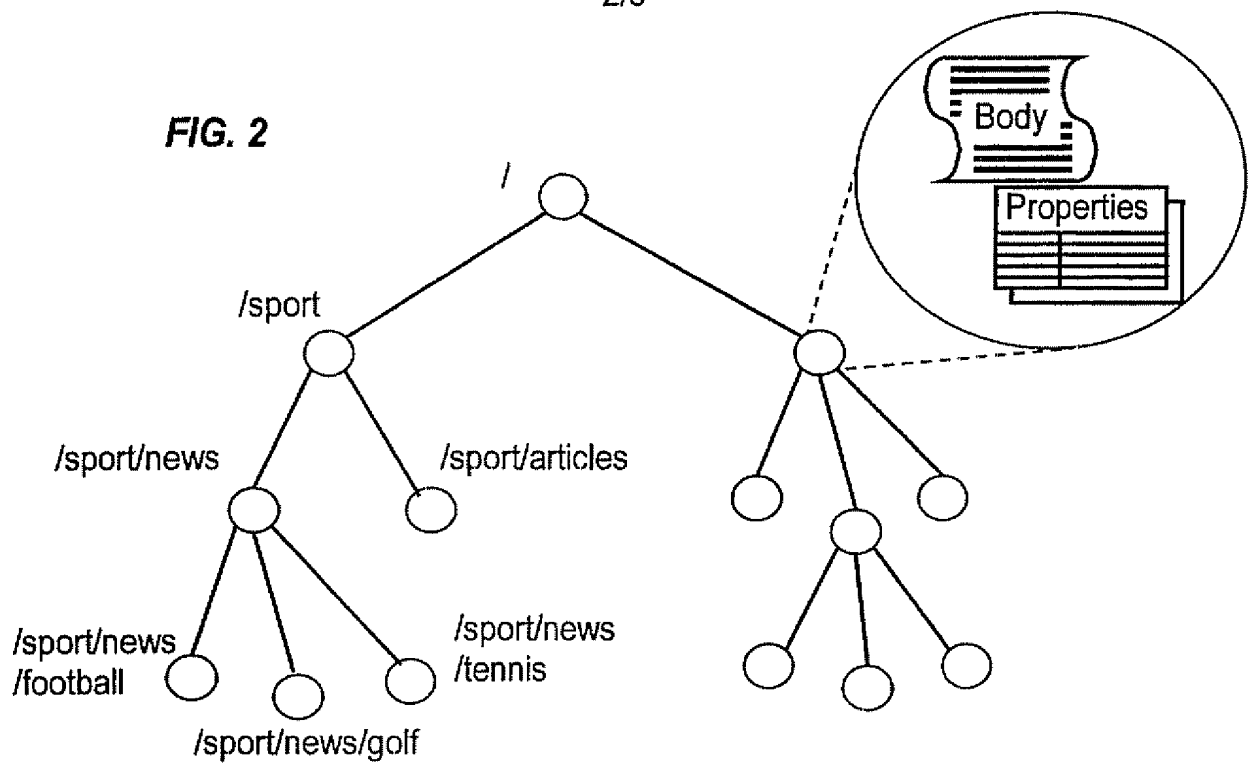 FIG. 2
/
Body
Properties
/sport
/sport/news
/sport/articles
/sport/news
/football
/sport/news
/tennis
/sport/news/golf